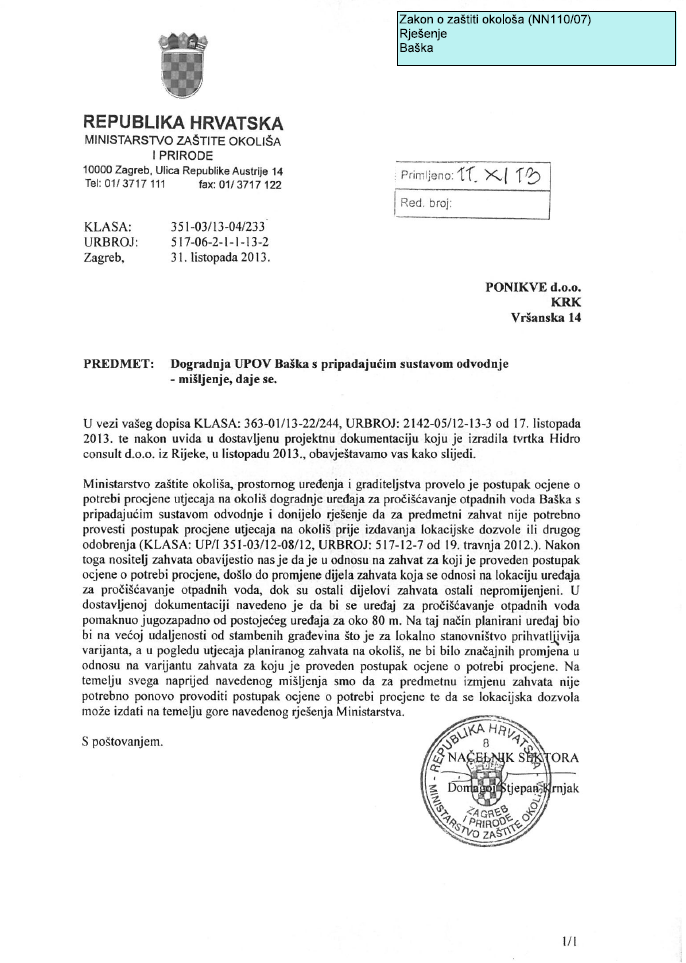 Zakon o zaštiti okološa (NN110/07)
Rješenje
Baška
REPUBLIKA HRVATSKA
MINISTARSTVO ZAŠTITE OKOLIŠA
I PRIRODE
10000 Zagreb, Ulica Republike Austrije 14
Tel: 01/ 3717 111 fax: 01/ 3717 122
Primljeno: 11. XI 13
Red. broj:
KLASA: 351-03/13-04/233
URBROJ: 517-06-2-1-1-13-2
Zagreb, 31. listopada 2013.
PONIKVE d.o.o.
KRK
Vršanska 14
PREDMET: Dogradnja UPOV Baška s pripadajućim sustavom odvodnje
- mišljenje, daje se.
U vezi vašeg dopisa KLASA: 363-01/13-22/244, URBROJ: 2142-05/12-13-3 od 17. listopada
2013. te nakon uvida u dostavljenu projektnu dokumentaciju koju je izradila tvrtka Hidro
consult d.o.o. iz Rijeke, u listopadu 2013., obavještavamo vas kako slijedi.
Ministarstvo zaštite okoliša, prostornog uređenja i graditeljstva provelo je postupak ocjene o
potrebi procjene utjecaja na okoliš dogradnje uređaja za pročišćavanje otpadnih voda Baška s
pripadajućim sustavom odvodnje i donijelo rješenje da za predmetni zahvat nije potrebno
provesti postupak procjene utjecaja na okoliš prije izdavanja lokacijske dozvole ili drugog
odobrenja (KLASA: UP/I 351-03/12-08/12, URBROJ: 517-12-7 od 19. travnja 2012.). Nakon
toga nositelj zahvata obavijestio nas je da je u odnosu na zahvat za koji je proveden postupak
ocjene o potrebi procjene, došlo do promjene dijela zahvata koja se odnosi na lokaciju uređaja
za pročišćavanje otpadnih voda, dok su ostali dijelovi zahvata ostali nepromijenjeni. U
dostavljenoj dokumentaciji navedeno je da bi se uređaj za pročišćavanje otpadnih voda
pomaknuo jugozapadno od postojećeg uređaja za oko 80 m. Na taj način planirani uređaj bio
bi na većoj udaljenosti od stambenih građevina što je za lokalno stanovništvo prihvatljivija
varijanta, a u pogledu utjecaja planiranog zahvata na okoliš, ne bi bilo značajnih promjena u
odnosu na varijantu zahvata za koju je proveden postupak ocjene o potrebi procjene. Na
temelju svega naprijed navedenog mišljenja smo da za predmetnu izmjenu zahvata nije
potrebno ponovo provoditi postupak ocjene o potrebi procjene te da se lokacijska dozvola
može izdati na temelju gore navedenog rješenja Ministarstva.
S poštovanjem.
NAČELNIK SEKTORA
Domagoj Stjepan Krnjak
REPUBLIKA HRVATSKA
8
ZAGREB
MINISTARSTVO ZAŠTITE OKOLIŠA
I PRIRODE
1/1